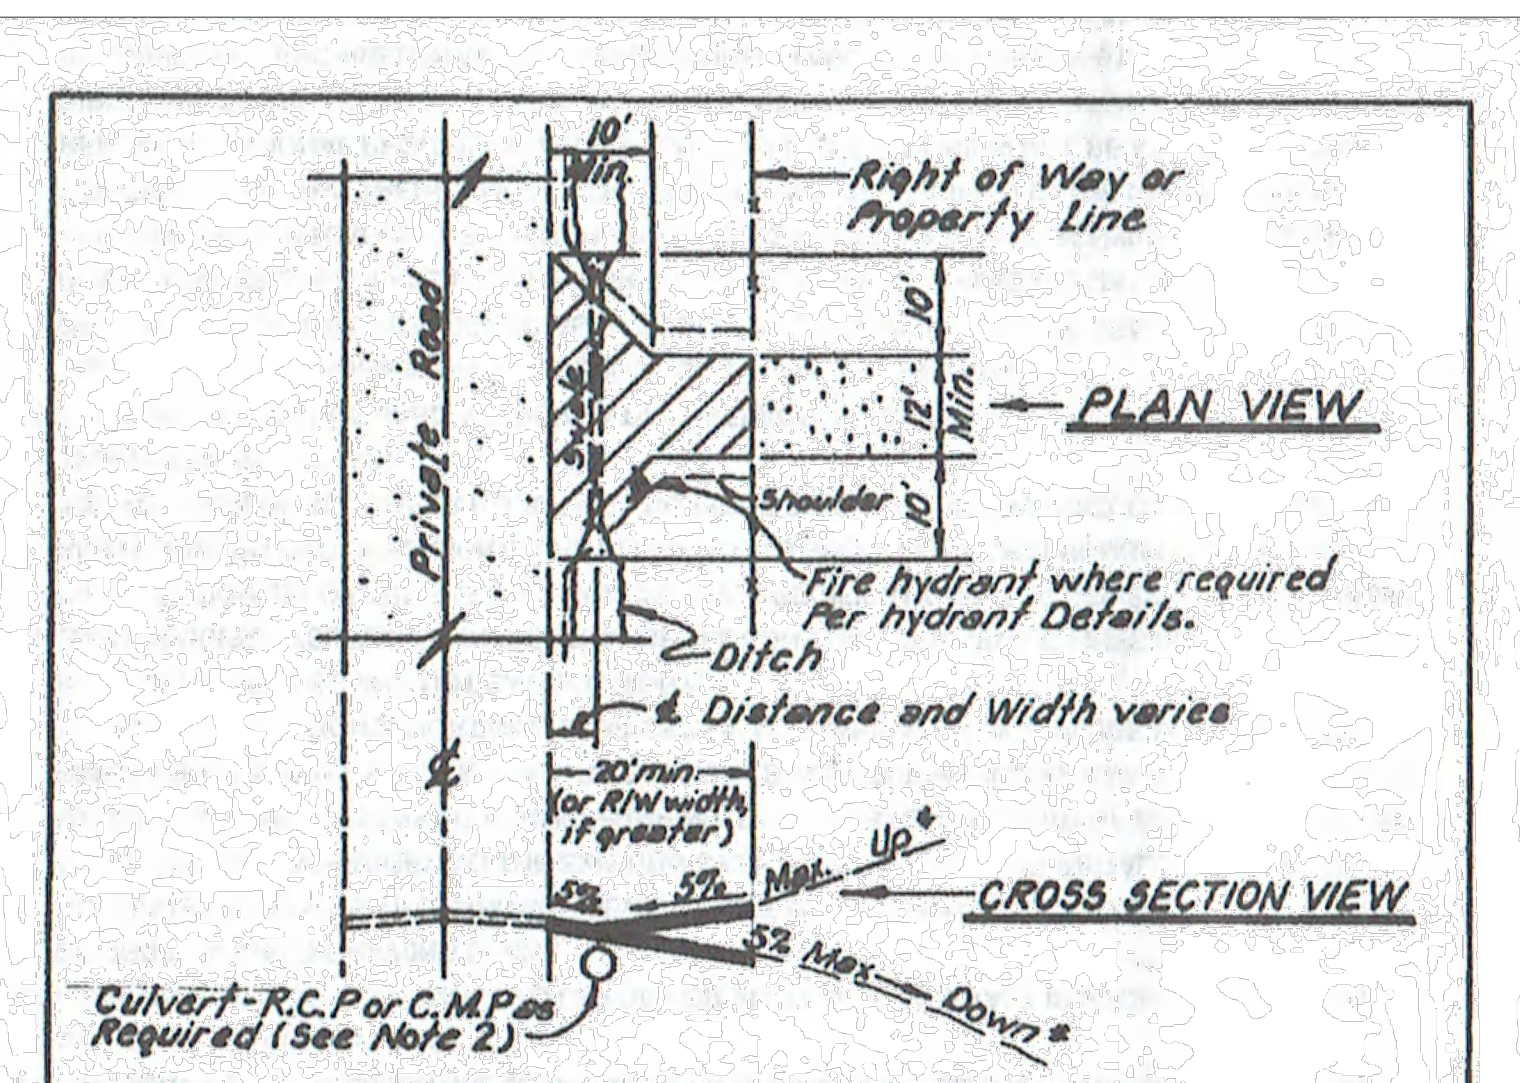 10'
Min.
Right of Way or
Property Line
Private Road
Swale
10'
12'
Min.
PLAN VIEW
Shoulder
10'
Fire hydrant where required
Per hydrant Details.
Ditch
℄ Distance and Width varies
℄
20' min.
(or R/W width,
if greater)
Up *
Max.
5%
5%
CROSS SECTION VIEW
5% Max.
Down *
Culvert - R.C.P or C.M.P as
Required (See Note 2)